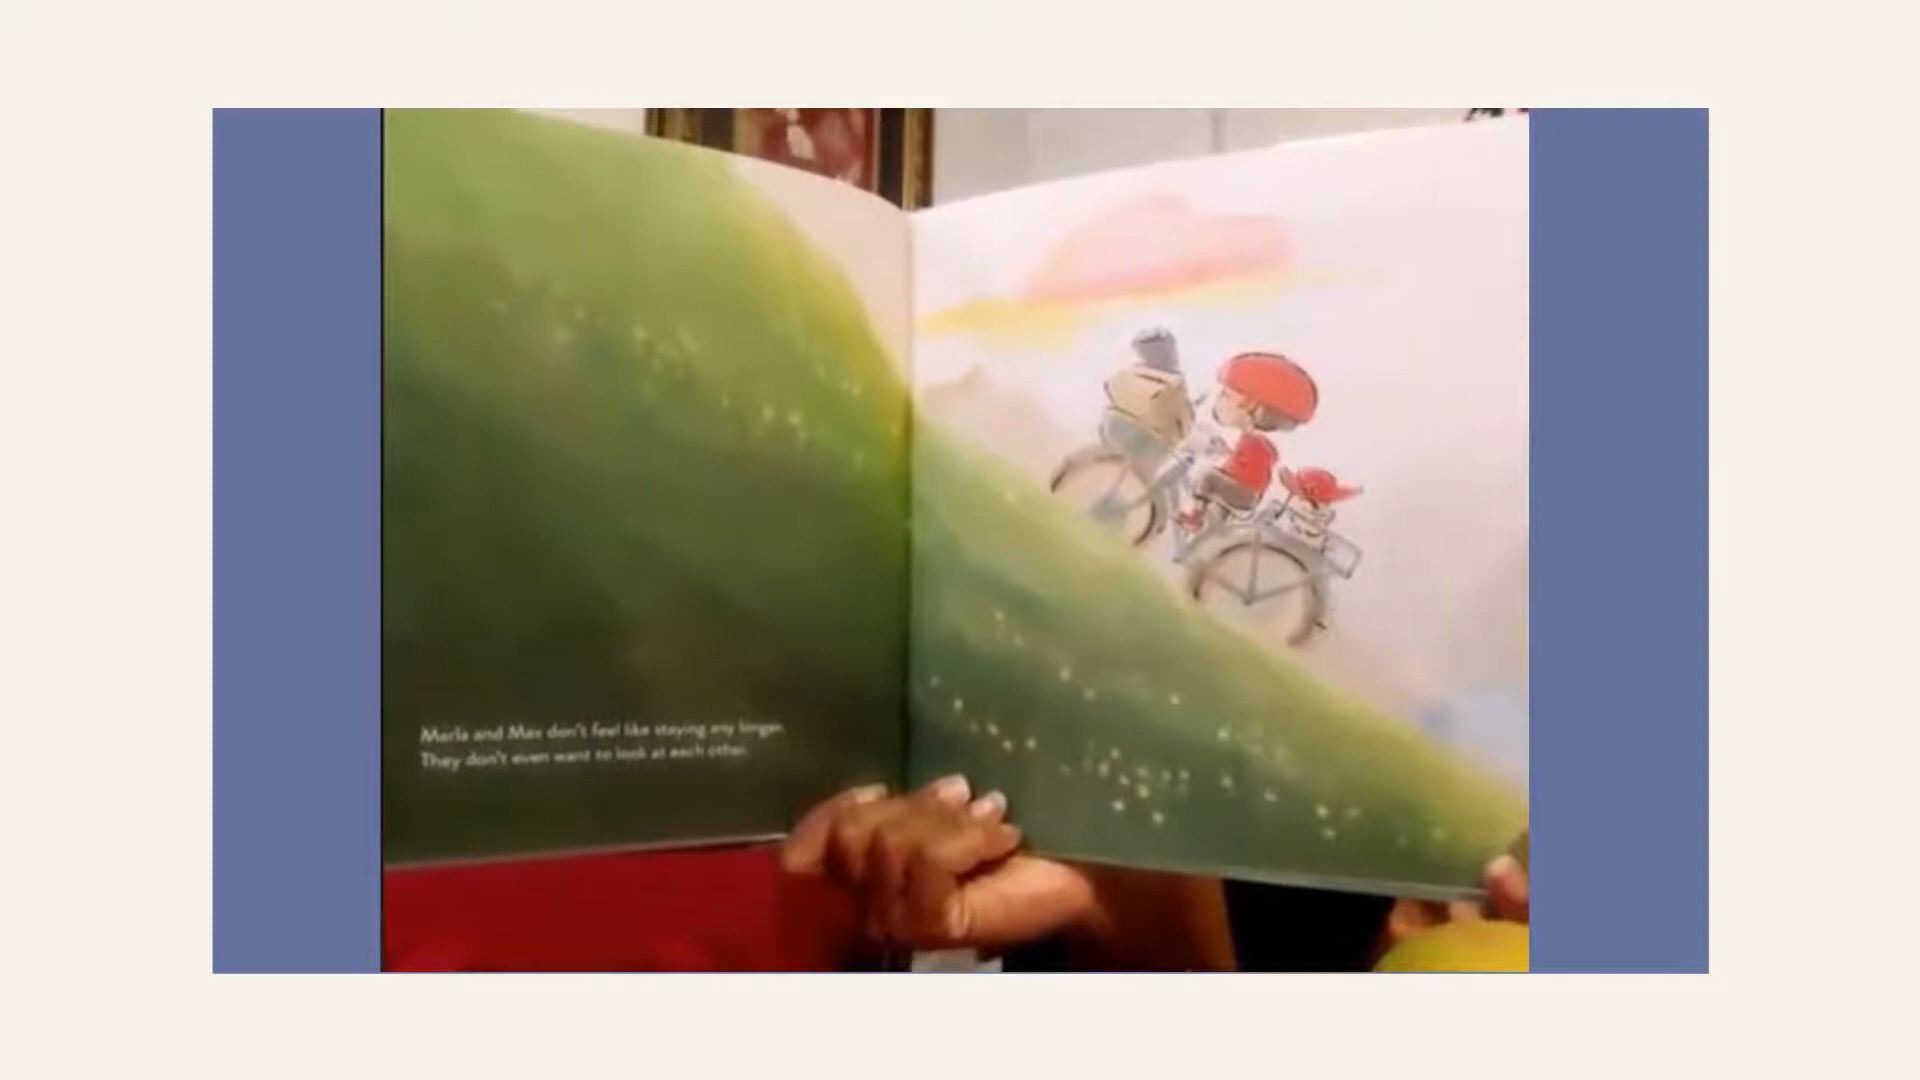 Marla and Max don't feel like staying any longer.
They don't even want to look at each other.